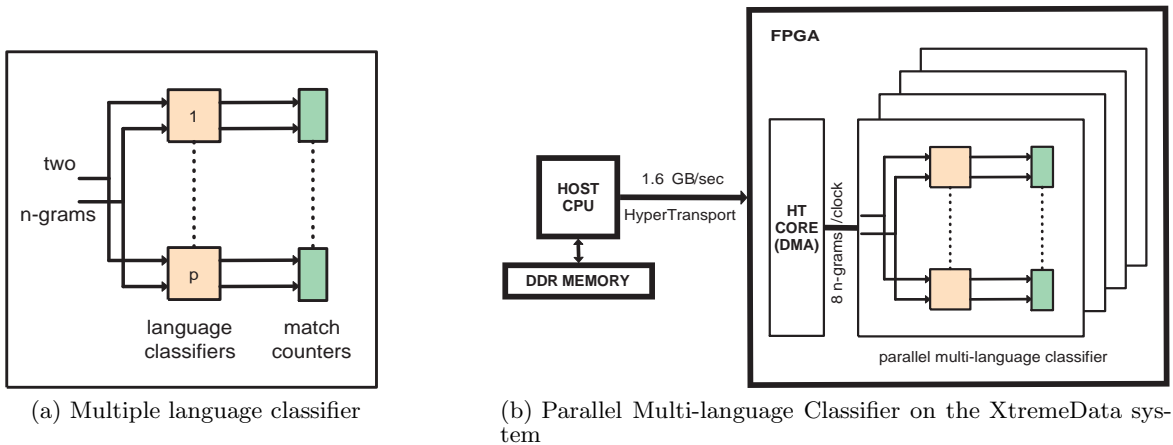 two
n-grams
1
p
language
classifiers
match
counters
(a) Multiple language classifier
FPGA
HOST
CPU
DDR MEMORY
1.6 GB/sec
HyperTransport
HT
CORE
(DMA)
8 n-grams /clock
parallel multi-language classifier
(b) Parallel Multi-language Classifier on the XtremeData sys-
tem